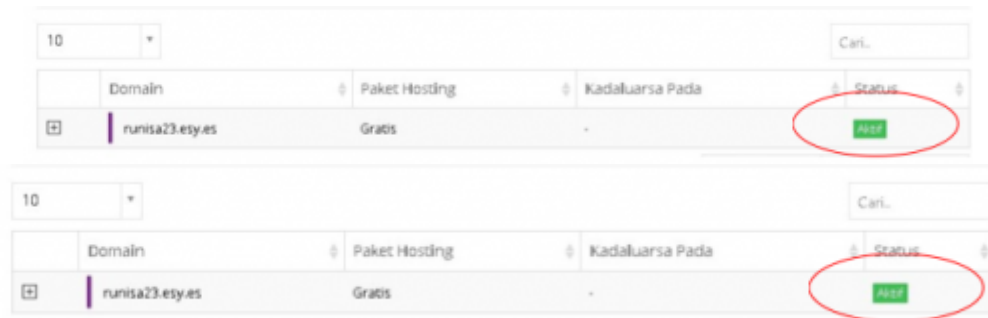 10 Cari..
Domain Paket Hosting Kadaluarsa Pada Status
runisa23.esy.es Gratis - Aktif
10 Cari..
Domain Paket Hosting Kadaluarsa Pada Status
runisa23.esy.es Gratis - Aktif